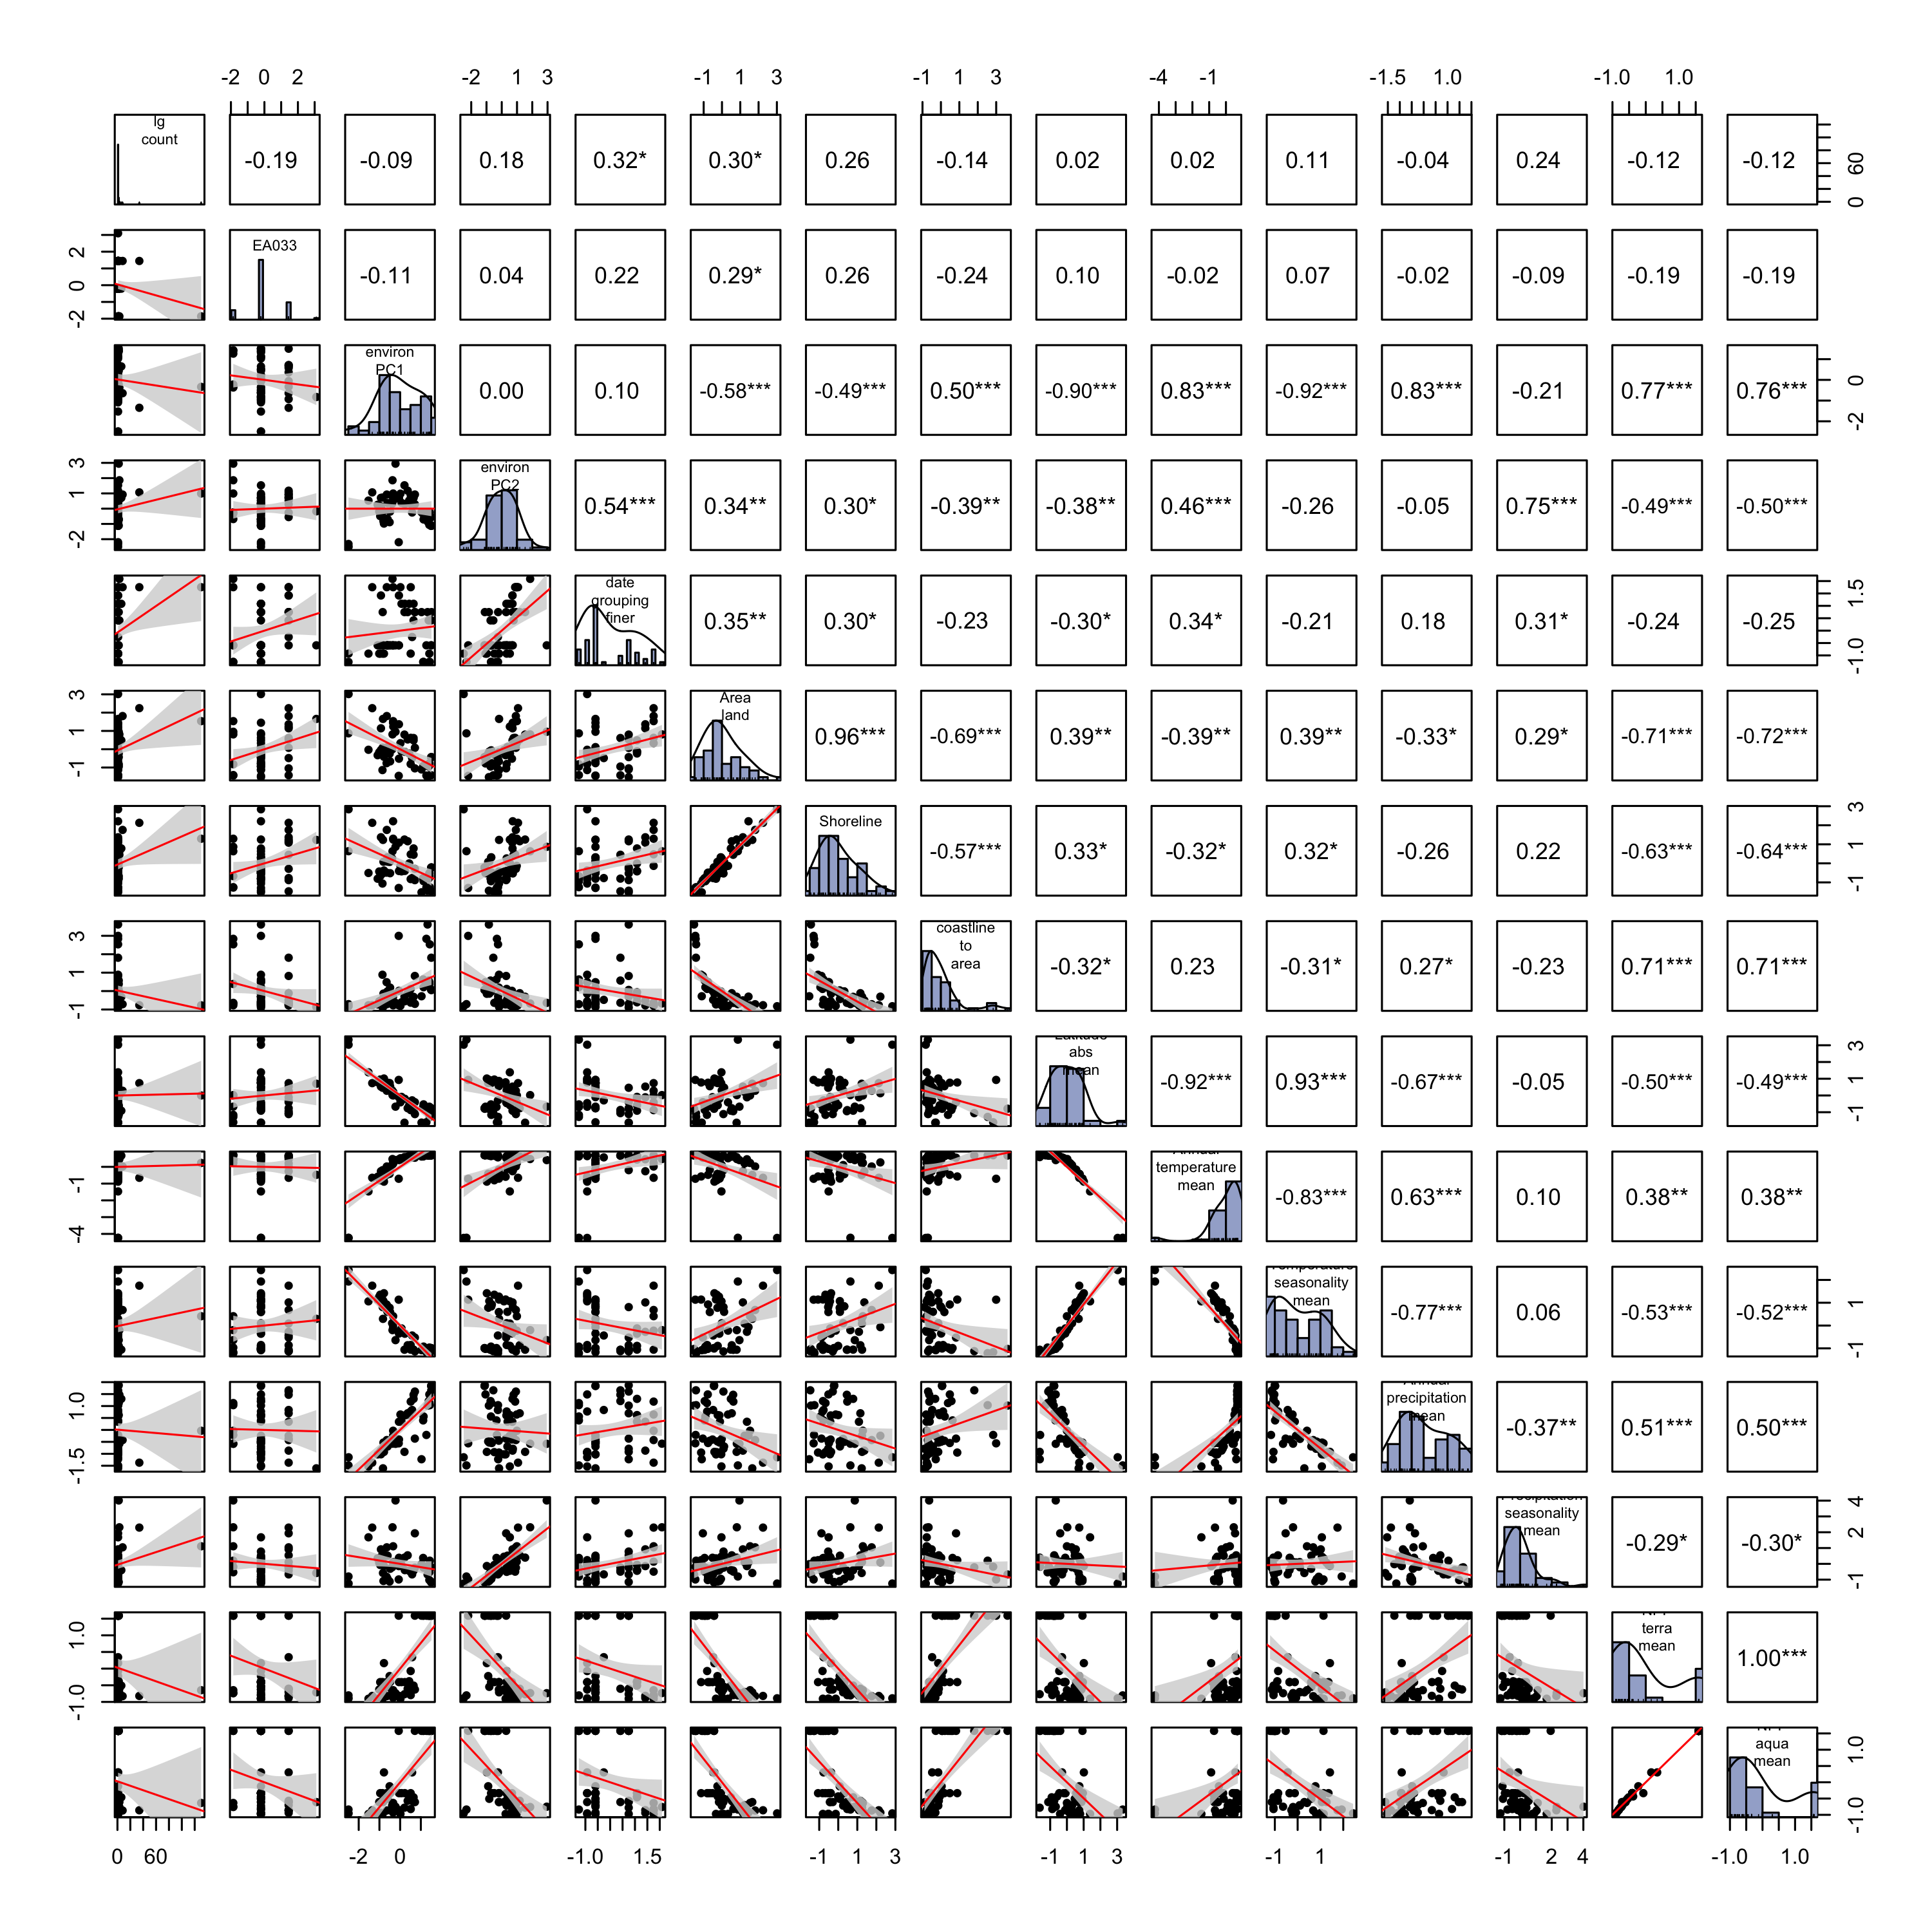 -2 0 2 -2 1 3 -1 1 3 -1 1 3 -4 -1 -1.5 1.0 -1.0 1.0
lg
count
-0.19 -0.09 0.18 0.32* 0.30* 0.26 -0.14 0.02 0.02 0.11 -0.04 0.24 -0.12 -0.12
0 60
-2 0 2
EA033
-0.11 0.04 0.22 0.29* 0.26 -0.24 0.10 -0.02 0.07 -0.02 -0.09 -0.19 -0.19
environ
PC1
0.00 0.10 -0.58*** -0.49*** 0.50*** -0.90*** 0.83*** -0.92*** 0.83*** -0.21 0.77*** 0.76***
-2 0
-2 1 3
environ
PC2
0.54*** 0.34** 0.30* -0.39** -0.38** 0.46*** -0.26 -0.05 0.75*** -0.49*** -0.50***
date
grouping
finer
0.35** 0.30* -0.23 -0.30* 0.34* -0.21 0.18 0.31* -0.24 -0.25
-1.0 1.5
-1 1 3
Area
land
0.96*** -0.69*** 0.39** -0.39** 0.39** -0.33* 0.29* -0.71*** -0.72***
Shoreline
-0.57*** 0.33* -0.32* 0.32* -0.26 0.22 -0.63*** -0.64***
-1 1 3
-1 1 3
coastline
to
area
-0.32* 0.23 -0.31* 0.27* -0.23 0.71*** 0.71***
Latitude
abs
mean
-0.92*** 0.93*** -0.67*** -0.05 -0.50*** -0.49***
-1 1 3
-4 -1
Annual
temperature
mean
-0.83*** 0.63*** 0.10 0.38** 0.38**
Temperature
seasonality
mean
-0.77*** 0.06 -0.53*** -0.52***
-1 1
-1.5 1.0
Annual
precipitation
mean
-0.37** 0.51*** 0.50***
Precipitation
seasonality
mean
-0.29* -0.30*
-1 2 4
-1.0 1.0
terra
mean
1.00***
aqua
mean
-1.0 1.0
0 60 -2 0 -1.0 1.5 -1 1 3 -1 1 3 -1 1 -1 2 4 -1.0 1.0